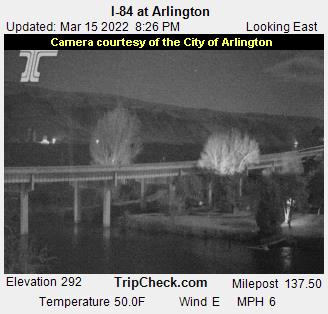 I-84 at Arlington
Updated: Mar 15 2022 8:26 PM Looking East
Camera courtesy of the City of Arlington
Elevation 292 TripCheck.com Milepost 137.50
Temperature 50.0F Wind E MPH 6